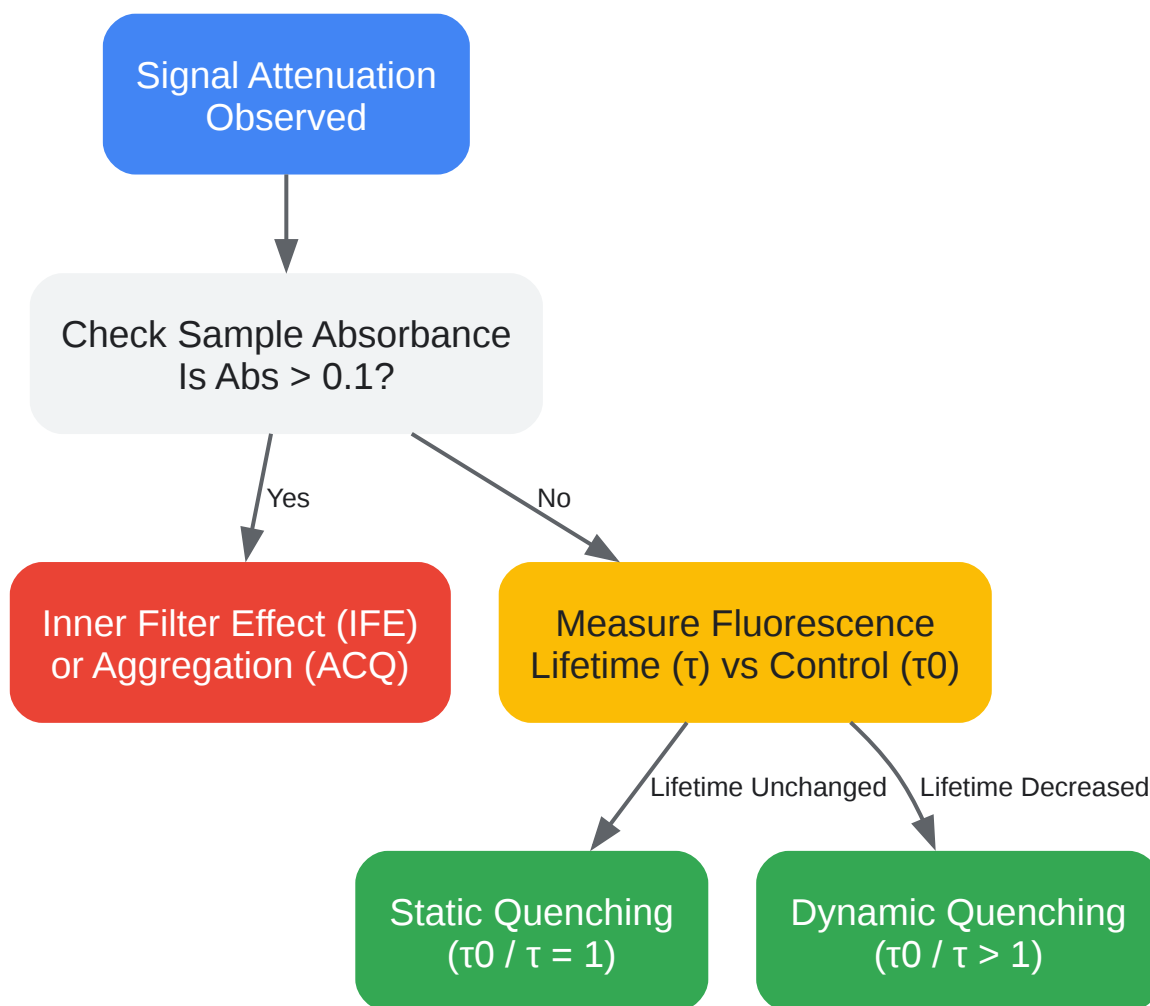 Signal Attenuation
Observed
Check Sample Absorbance
Is Abs > 0.1?
Yes
No
Inner Filter Effect (IFE)
or Aggregation (ACQ)
Measure Fluorescence
Lifetime (τ) vs Control (τ0)
Lifetime Unchanged
Lifetime Decreased
Static Quenching
(τ0 / τ = 1)
Dynamic Quenching
(τ0 / τ > 1)